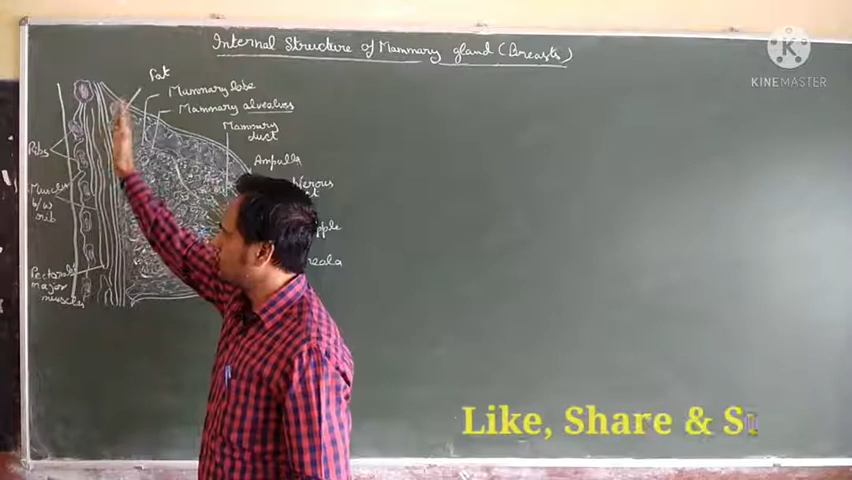 Internal Structure of Mammary gland (Breasts)
KINEMASTER
Fat
Mammary lobe
Mammary alveolus
Mammary
duct
Ampulla
Ribs
Muscles
b/w
rib
Pectoral
major
muscles
Like, Share & S